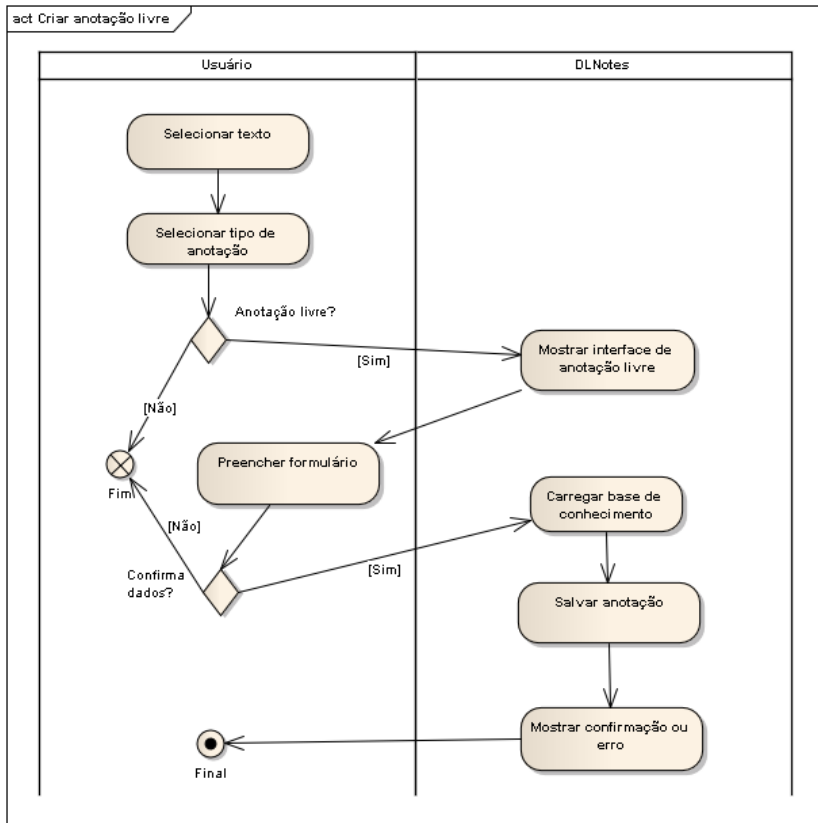 act Criar anotação livre
Usuário
DLNotes
Selecionar texto
Selecionar tipo de
anotação
Anotação livre?
[Sim]
Mostrar interface de
anotação livre
[Não]
Preencher formulário
Fim
Carregar base de
conhecimento
[Não]
[Sim]
Confirma
dados?
Salvar anotação
Mostrar confirmação ou
erro
Final